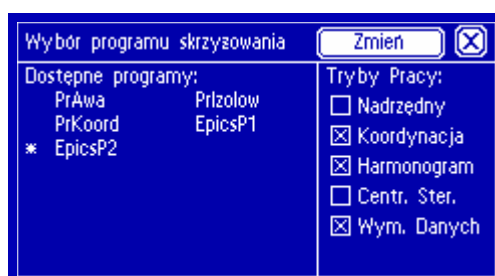 Wybór programu skrzyzowania Zmień
Dostępne programy:
PrAwa PrIzolow
PrKoord EpicsP1
* EpicsP2
Tryby Pracy:
Nadrzędny
Koordynacja
Harmonogram
Centr. Ster.
Wym. Danych